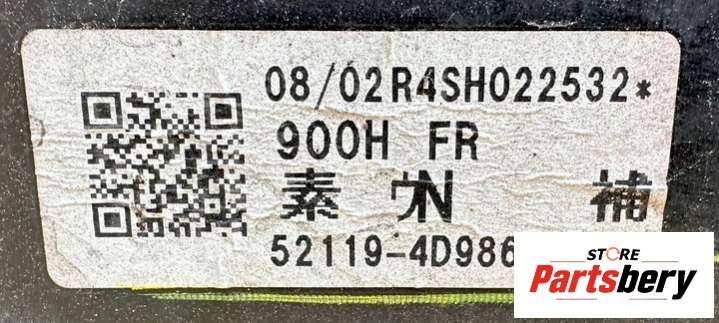 08/02R4SH022532*
900H FR
素 N 補
52119-4D986
STORE
Partsbery